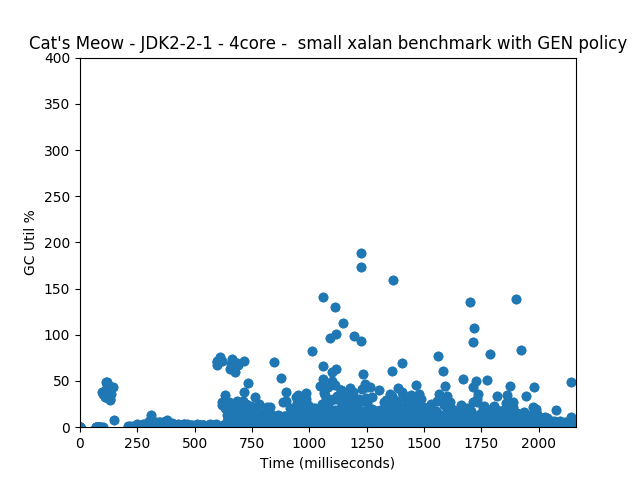 Cat's Meow - JDK2-2-1 - 4core -  small xalan benchmark with GEN policy
400
350
300
250
200
150
100
50
0
GC Util %
0 250 500 750 1000 1250 1500 1750 2000
Time (milliseconds)